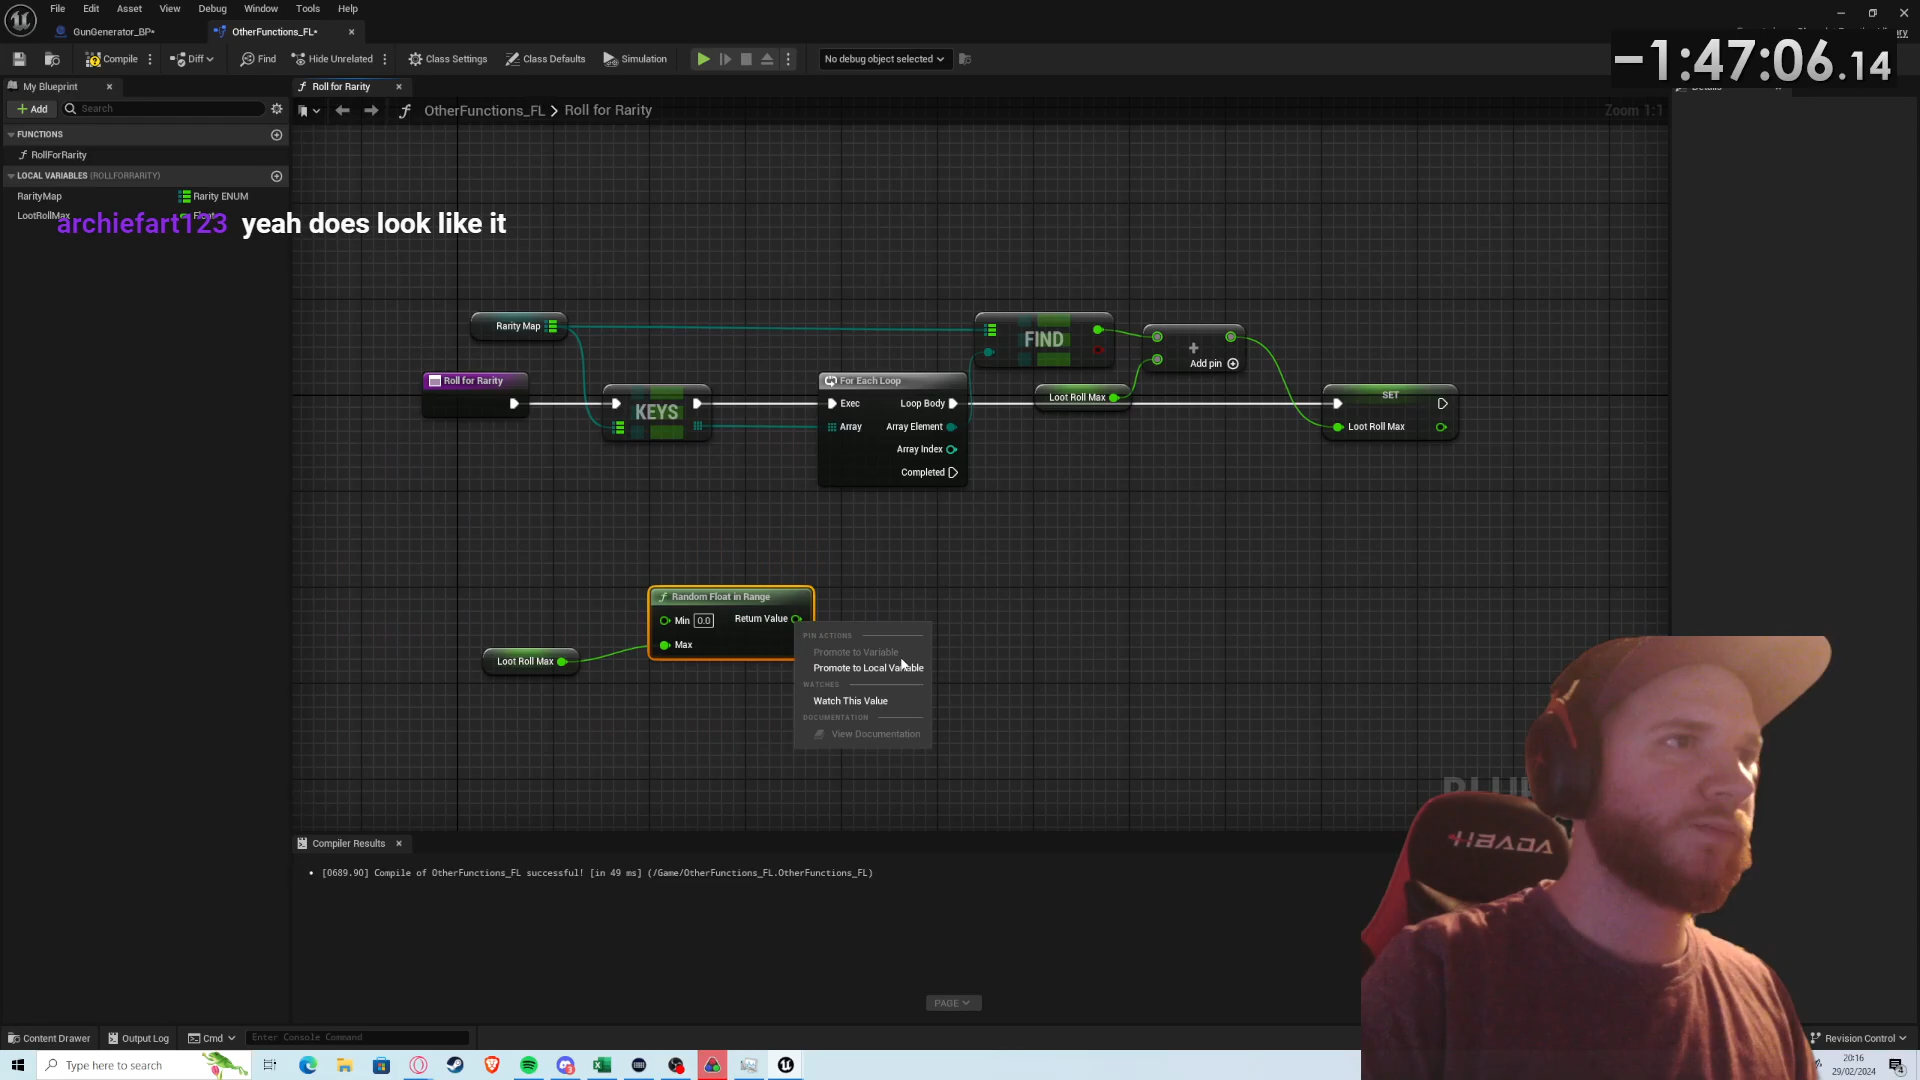 File Edit Asset View Debug Window Tools Help
GunGenerator_BP*
OtherFunctions_FL*
Compile
Diff
Find
Hide Unrelated
Class Settings
Class Defaults
Simulation
No debug object selected
-1:47:06.14
My Blueprint
Add
Search
FUNCTIONS
RollForRarity
LOCAL VARIABLES (ROLLFORRARITY)
RarityMap
Rarity ENUM
LootRollMax
archiefart123 yeah does look like it
Roll for Rarity
OtherFunctions_FL > Roll for Rarity
Zoom 1:1
Rarity Map
FIND
+
Add pin
Roll for Rarity
KEYS
For Each Loop
Exec
Loop Body
Array
Array Element
Array Index
Completed
Loot Roll Max
SET
Loot Roll Max
Random Float in Range
Min 0.0
Return Value
Max
Loot Roll Max
PIN ACTIONS
Promote to Variable
Promote to Local Variable
WATCHES
Watch This Value
DOCUMENTATION
View Documentation
HBADA
Compiler Results
[0689.90] Compile of OtherFunctions_FL successful! [in 49 ms] (/Game/OtherFunctions_FL.OtherFunctions_FL)
PAGE
Content Drawer
Output Log
Cmd
Enter Console Command
Revision Control
Type here to search
20:16
29/02/2024